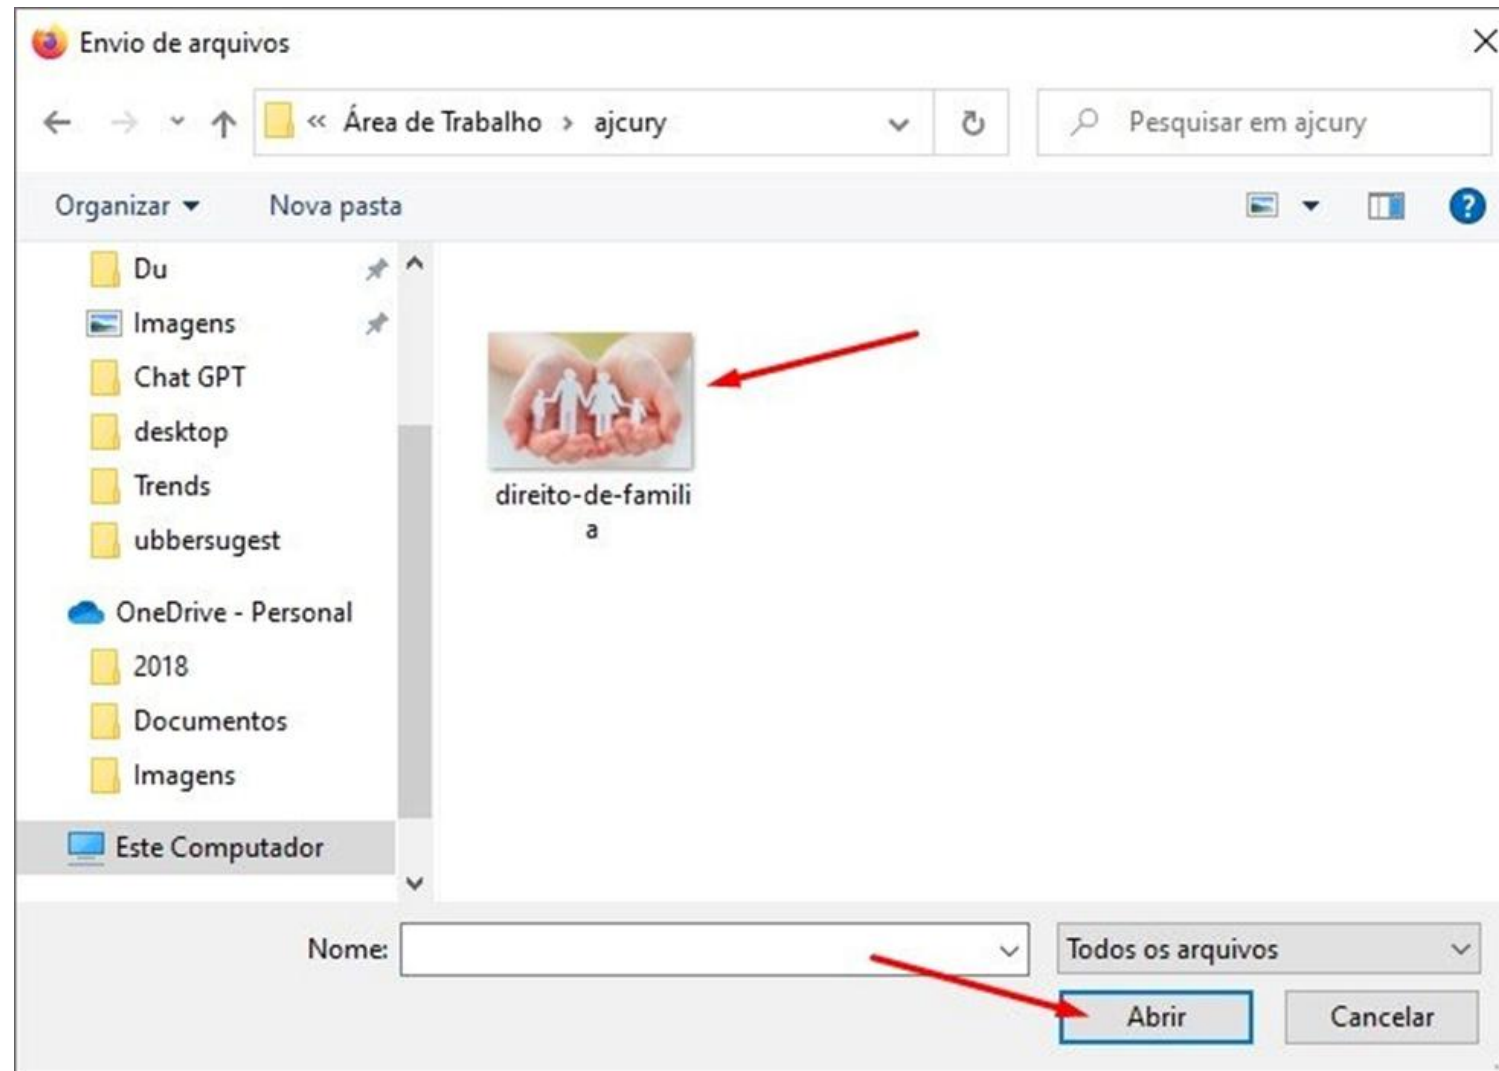 Envio de arquivos
« Área de Trabalho › ajcury
Pesquisar em ajcury
Organizar
Nova pasta
?
Du
Imagens
Chat GPT
desktop
Trends
ubbersugest
OneDrive - Personal
2018
Documentos
Imagens
Este Computador
direito-de-famili
a
Nome:
Todos os arquivos
Abrir
Cancelar